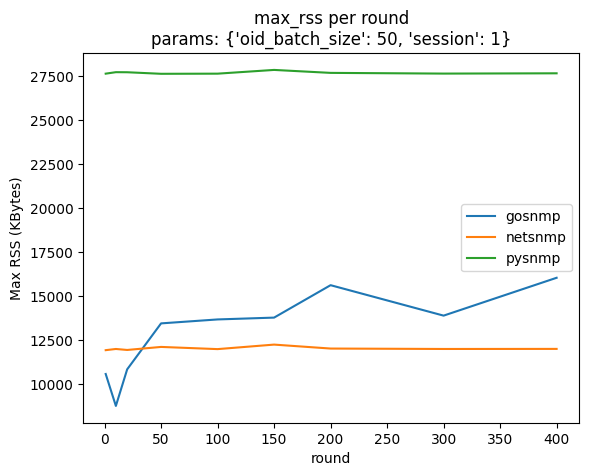 max_rss per round
params: {'oid_batch_size': 50, 'session': 1}
Max RSS (KBytes)
27500
25000
22500
20000
17500
15000
12500
10000
gosnmp
netsnmp
pysnmp
0 50 100 150 200 250 300 350 400
round